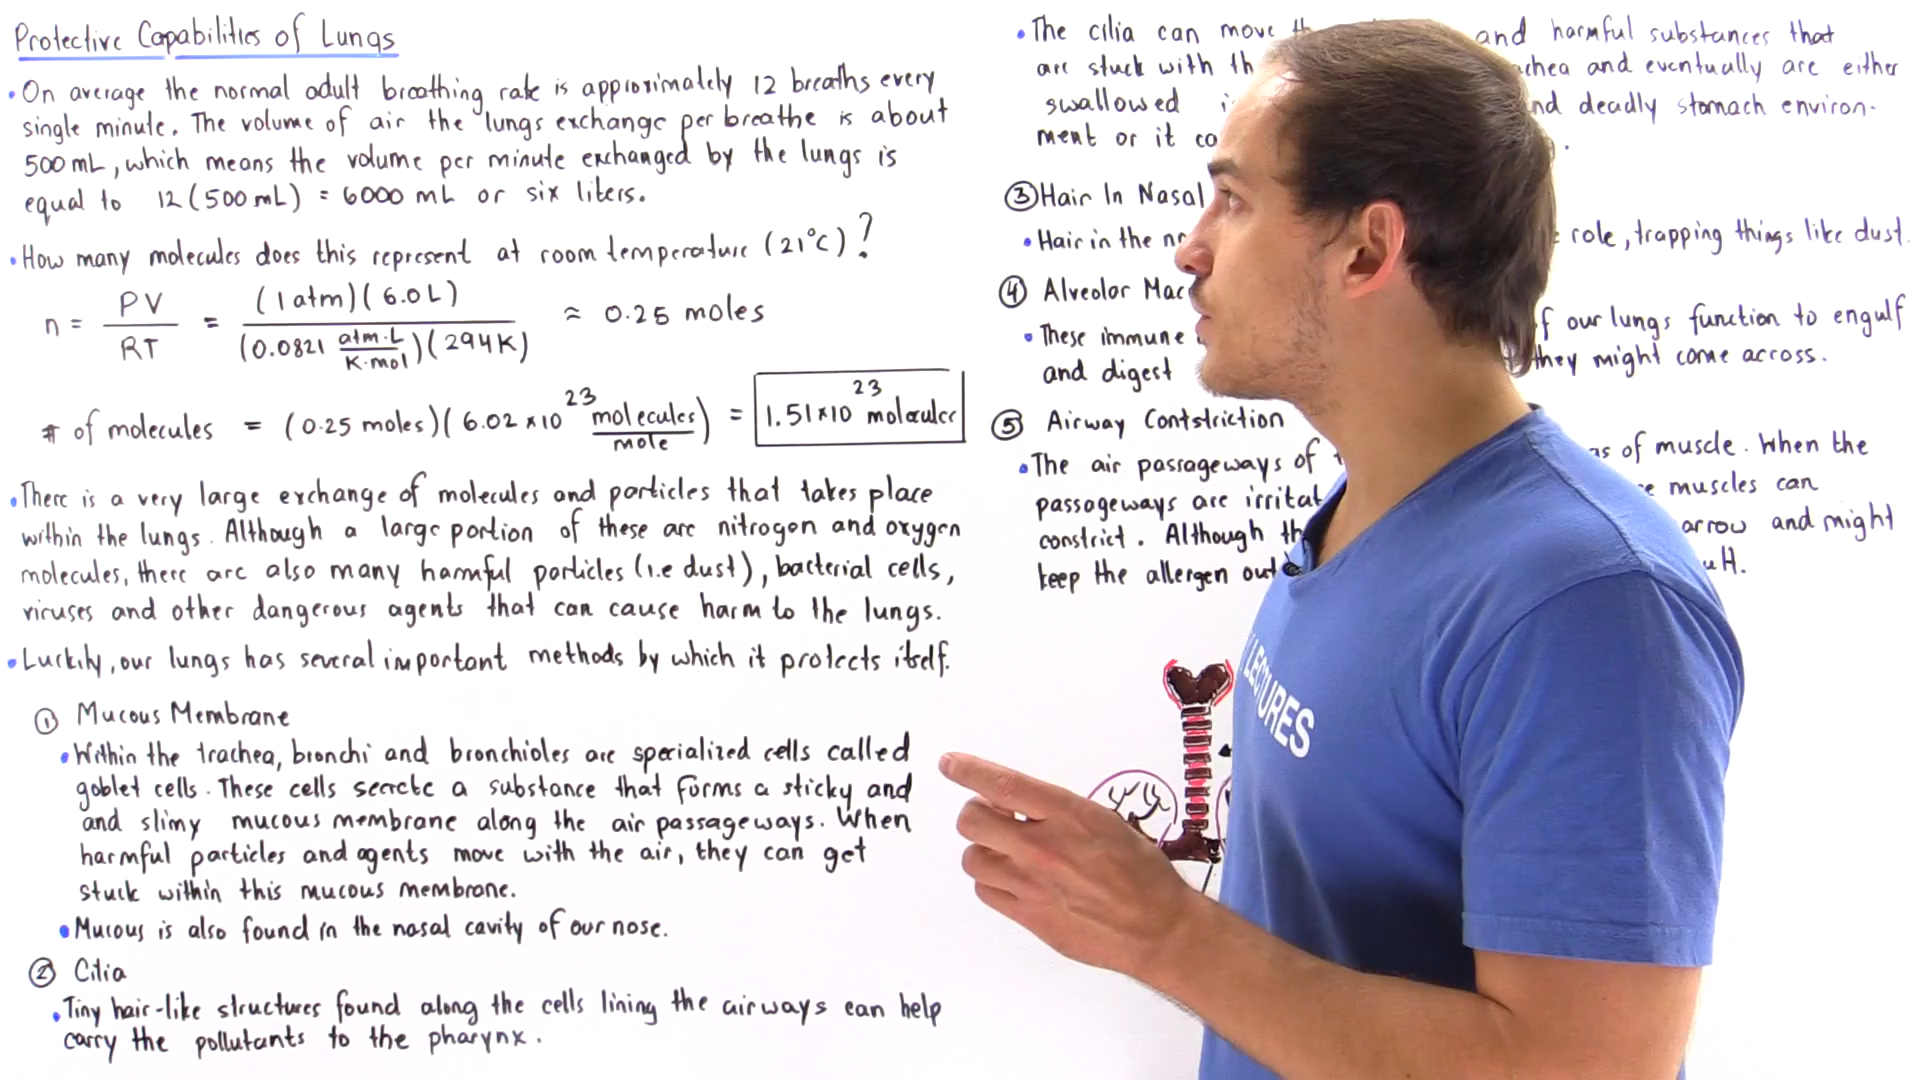 Protective Capabilities of Lungs
• On average the normal adult breathing rate is approximately 12 breaths every
single minute. The volume of air the lungs exchange per breathe is about
500 mL, which means the volume per minute exchanged by the lungs is
equal to 12 (500 mL) = 6000 mL or six liters.
• How many molecules does this represent at room temperature (21°C)?
n = PV / RT = (1 atm)(6.0 L) / (0.0821 atm·L / K·mol)(294 K) ≈ 0.25 moles
# of molecules = (0.25 moles)(6.02 × 10^23 molecules / mole) = 1.51 × 10^23 molecules
• There is a very large exchange of molecules and particles that takes place
within the lungs. Although a large portion of these are nitrogen and oxygen
molecules, there are also many harmful particles (i.e dust), bacterial cells,
viruses and other dangerous agents that can cause harm to the lungs.
• Luckily, our lungs has several important methods by which it protects itself.
① Mucous Membrane
• Within the trachea, bronchi and bronchioles are specialized cells called
goblet cells. These cells secrete a substance that forms a sticky and
and slimy mucous membrane along the air passageways. When
harmful particles and agents move with the air, they can get
stuck within this mucous membrane.
• Mucous is also found in the nasal cavity of our nose.
② Cilia
• Tiny hair-like structures found along the cells lining the airways can help
carry the pollutants to the pharynx.
• The cilia can move and harmful substances that
are stuck with and eventually are either
swallowed and deadly stomach environ-
ment or it
③ Hair In Nasal
• Hair in the role, trapping things like dust.
④ Alveolar
• These immune of our lungs function to engulf
and digest they might come across.
⑤ Airway Contstriction
• The air passageways of of muscle. When the
passageways are muscles can
constrict. Although and might
keep the allergen out
LECTURES